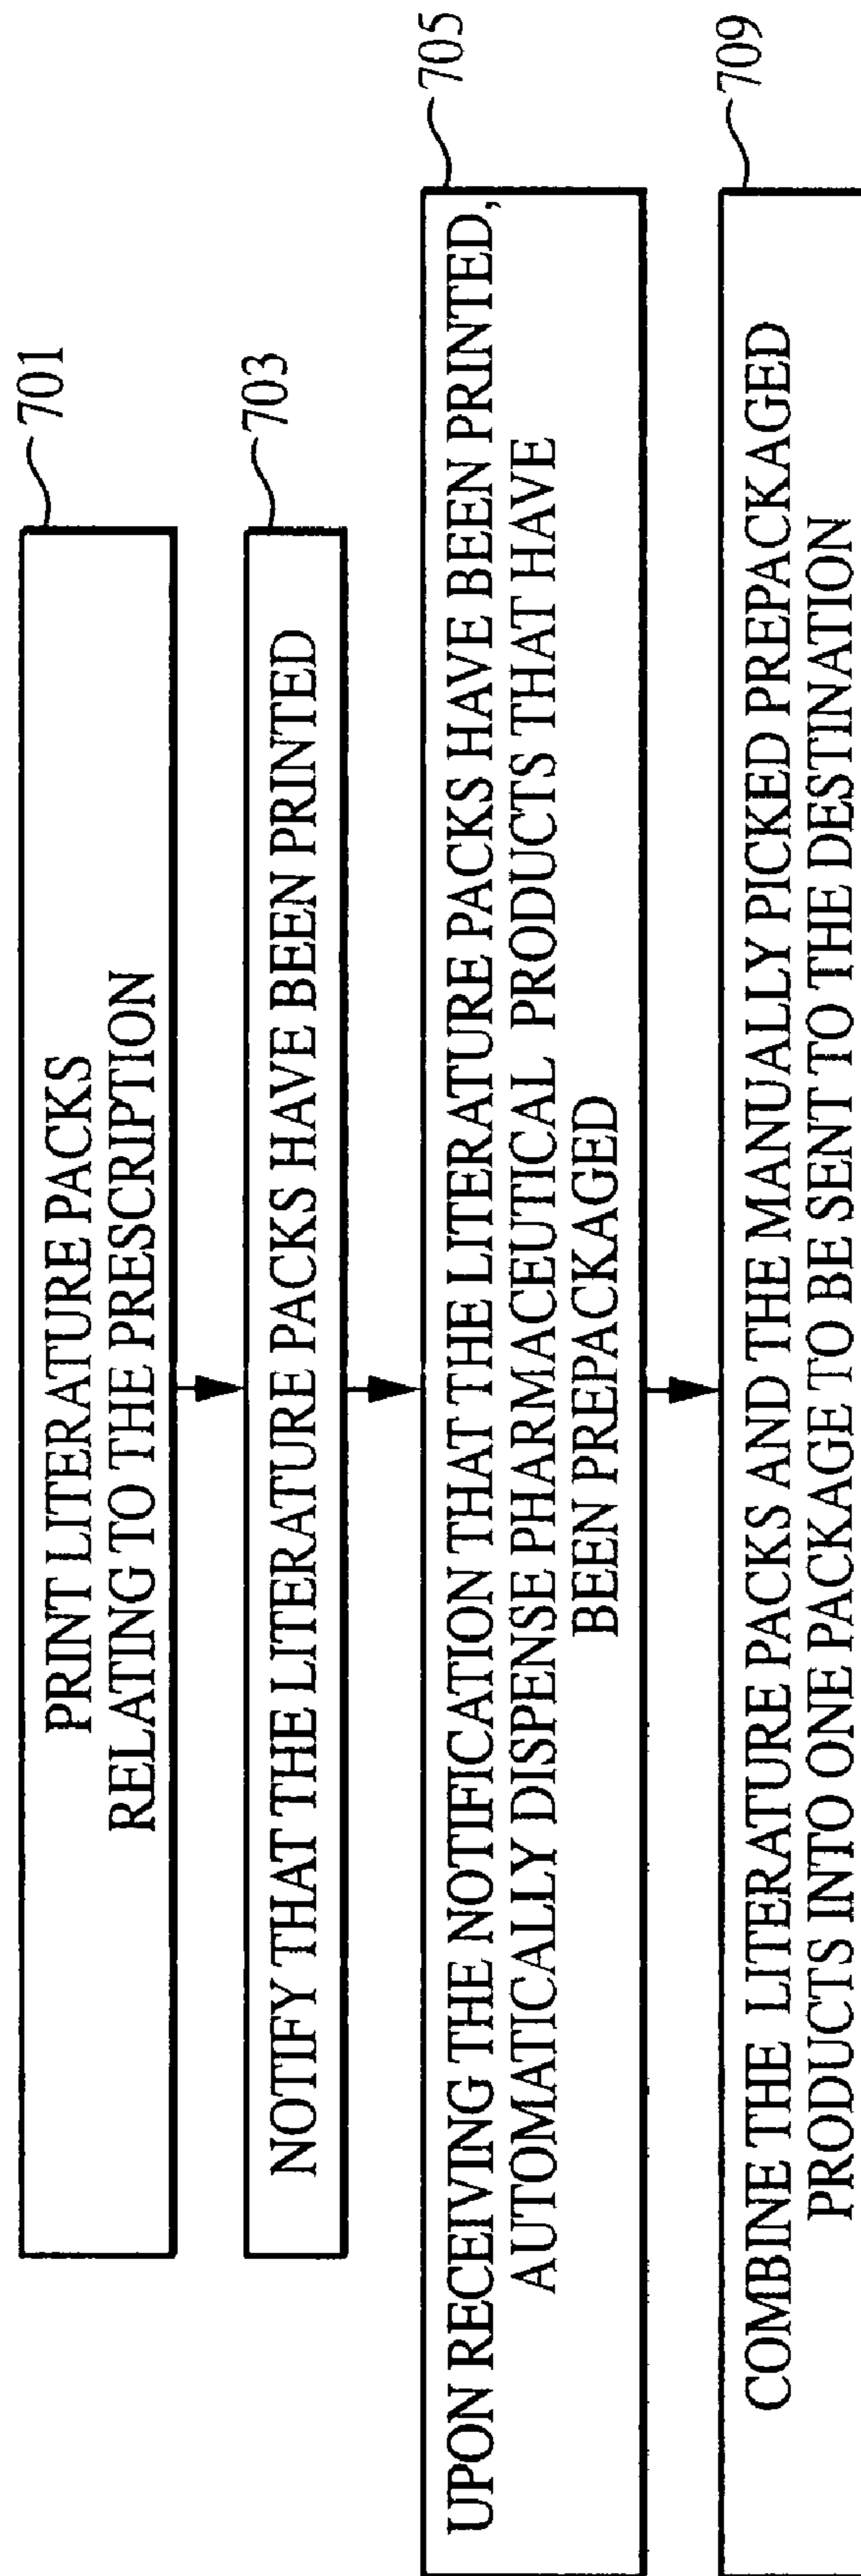 701
PRINT LITERATURE PACKS
RELATING TO THE PRESCRIPTION
703
NOTIFY THAT THE LITERATURE PACKS HAVE BEEN PRINTED
705
UPON RECEIVING THE NOTIFICATION THAT THE LITERATURE PACKS HAVE BEEN PRINTED,
AUTOMATICALLY DISPENSE PHARMACEUTICAL PRODUCTS THAT HAVE
BEEN PREPACKAGED
709
COMBINE THE LITERATURE PACKS AND THE MANUALLY PICKED PREPACKAGED
PRODUCTS INTO ONE PACKAGE TO BE SENT TO THE DESTINATION